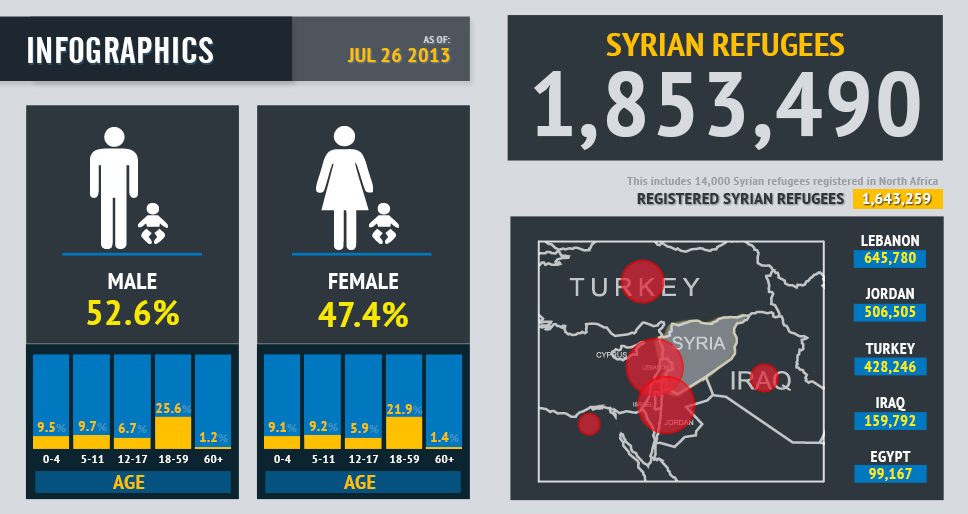 INFOGRAPHICS
AS OF:
JUL 26 2013
MALE
52.6%
9.5%
9.7%
6.7%
25.6%
1.2%
0-4
5-11
12-17
18-59
60+
AGE
FEMALE
47.4%
9.1%
9.2%
5.9%
21.9%
1.4%
0-4
5-11
12-17
18-59
60+
AGE
SYRIAN REFUGEES
1,853,490
This includes 14,000 Syrian refugees registered in North Africa
REGISTERED SYRIAN REFUGEES 1,643,259
TURKEY
SYRIA
CYPRUS
LEBANON
IRAQ
ISRAEL
JORDAN
LEBANON
645,780
JORDAN
506,505
TURKEY
428,246
IRAQ
159,792
EGYPT
99,167